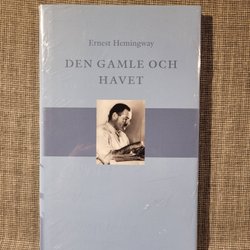 Ernest Hemingway
DEN GAMLE OCH
HAVET